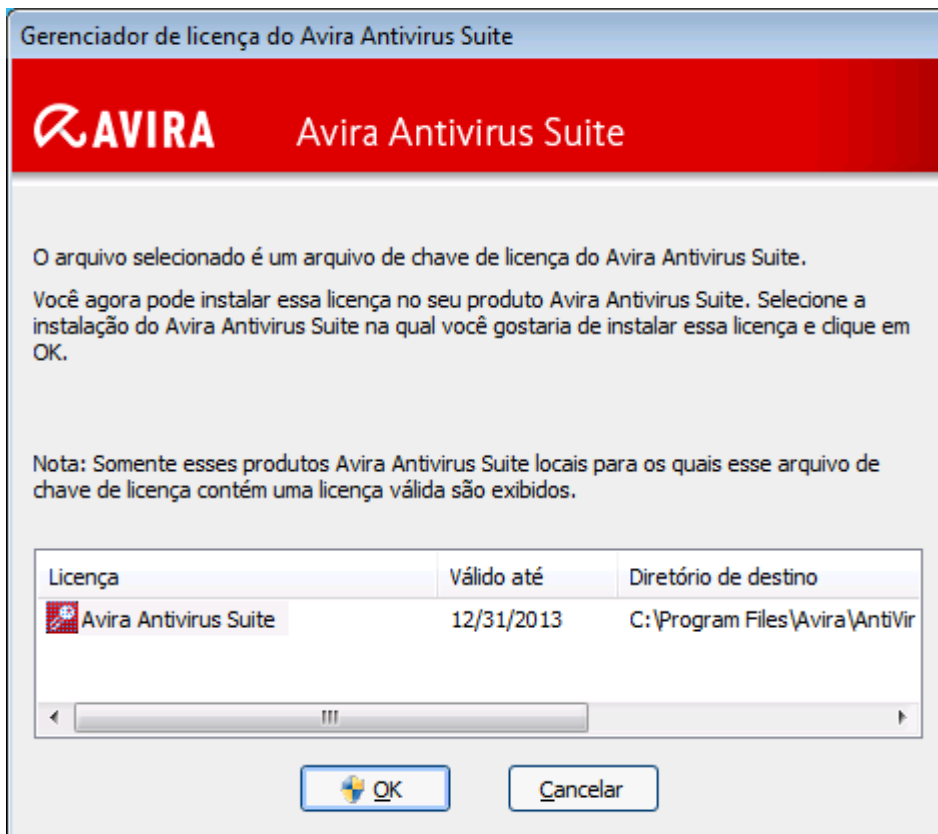 Gerenciador de licença do Avira Antivirus Suite
AVIRA Avira Antivirus Suite
O arquivo selecionado é um arquivo de chave de licença do Avira Antivirus Suite.
Você agora pode instalar essa licença no seu produto Avira Antivirus Suite. Selecione a
instalação do Avira Antivirus Suite na qual você gostaria de instalar essa licença e clique em
OK.
Nota: Somente esses produtos Avira Antivirus Suite locais para os quais esse arquivo de
chave de licença contém uma licença válida são exibidos.
Licença Válido até Diretório de destino
Avira Antivirus Suite 12/31/2013 C:\Program Files\Avira\AntiVir
OK Cancelar